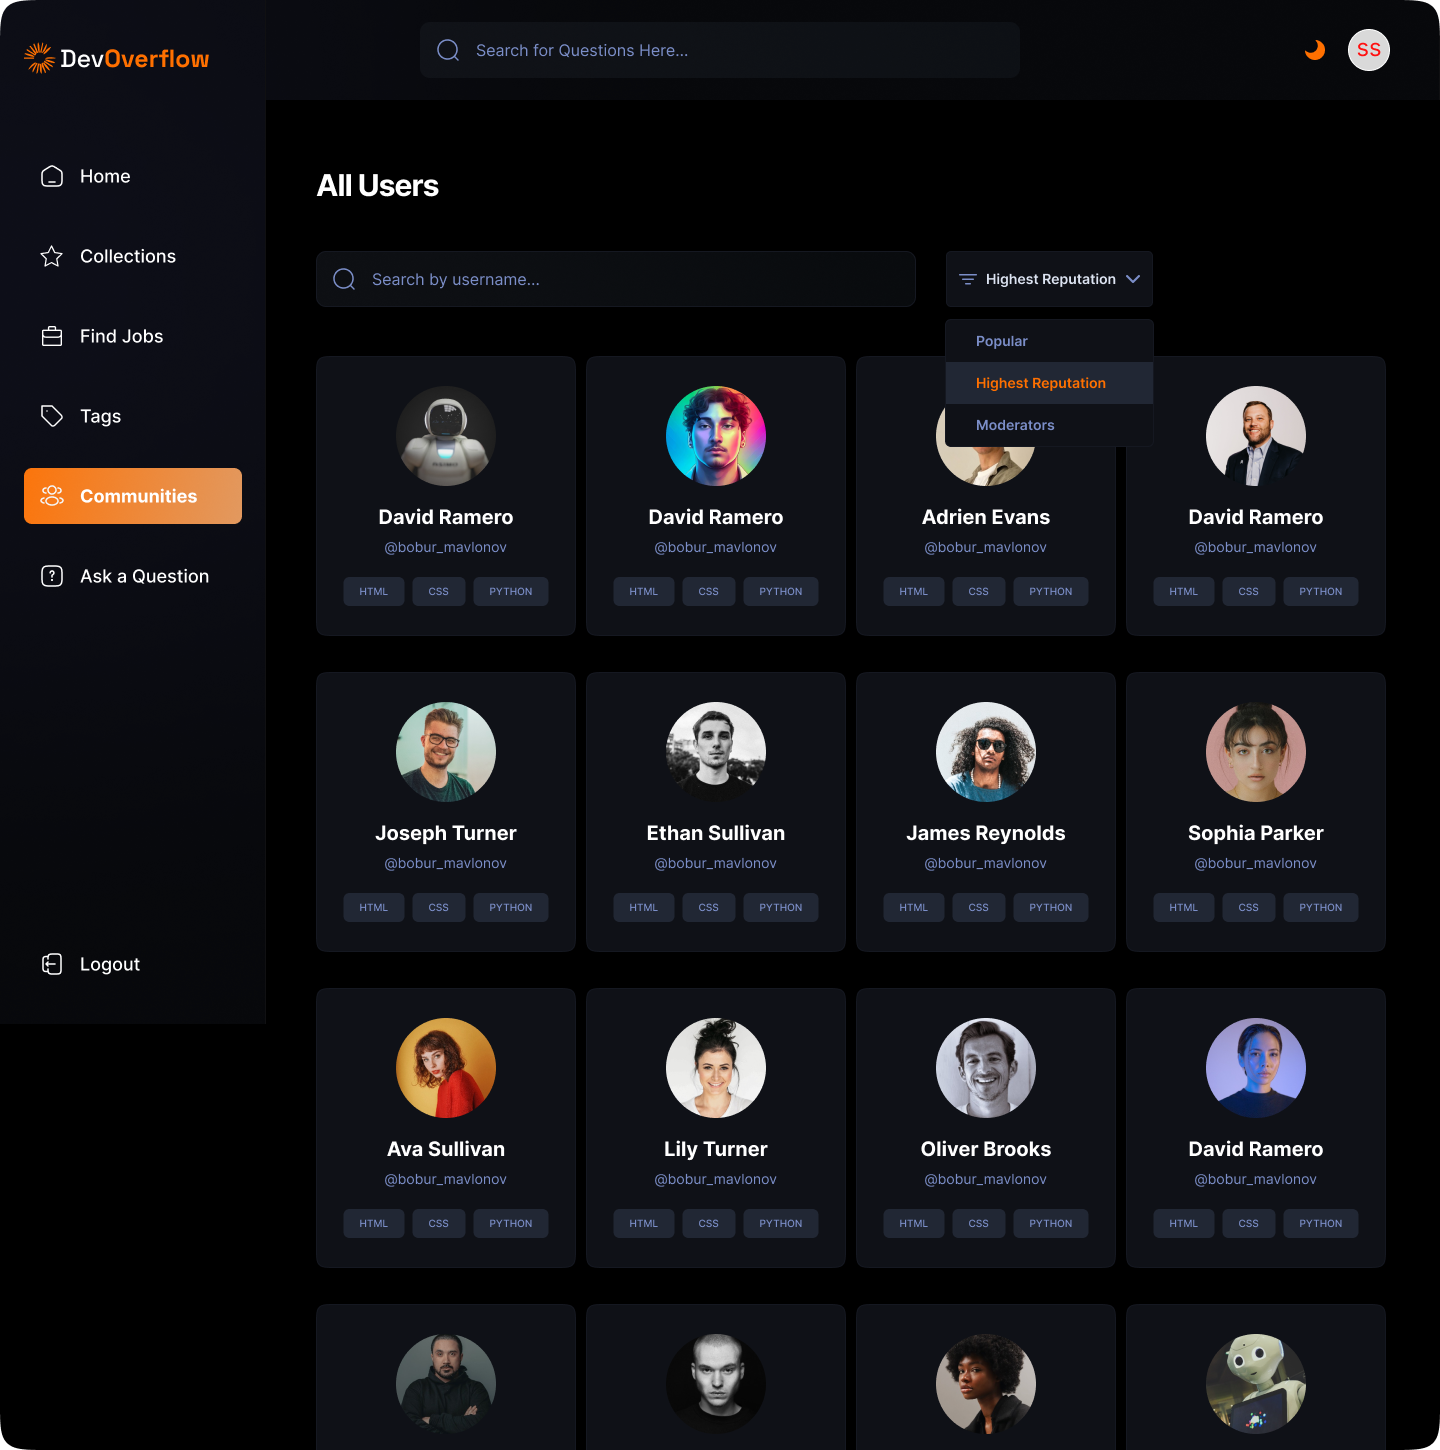 DevOverflow
Search for Questions Here...
SS
Home
Collections
Find Jobs
Tags
Communities
Ask a Question
Logout
All Users
Search by username...
Highest Reputation
Popular
Highest Reputation
Moderators
David Ramero
@bobur_mavlonov
HTML CSS PYTHON
David Ramero
@bobur_mavlonov
HTML CSS PYTHON
Adrien Evans
@bobur_mavlonov
HTML CSS PYTHON
David Ramero
@bobur_mavlonov
HTML CSS PYTHON
Joseph Turner
@bobur_mavlonov
HTML CSS PYTHON
Ethan Sullivan
@bobur_mavlonov
HTML CSS PYTHON
James Reynolds
@bobur_mavlonov
HTML CSS PYTHON
Sophia Parker
@bobur_mavlonov
HTML CSS PYTHON
Ava Sullivan
@bobur_mavlonov
HTML CSS PYTHON
Lily Turner
@bobur_mavlonov
HTML CSS PYTHON
Oliver Brooks
@bobur_mavlonov
HTML CSS PYTHON
David Ramero
@bobur_mavlonov
HTML CSS PYTHON